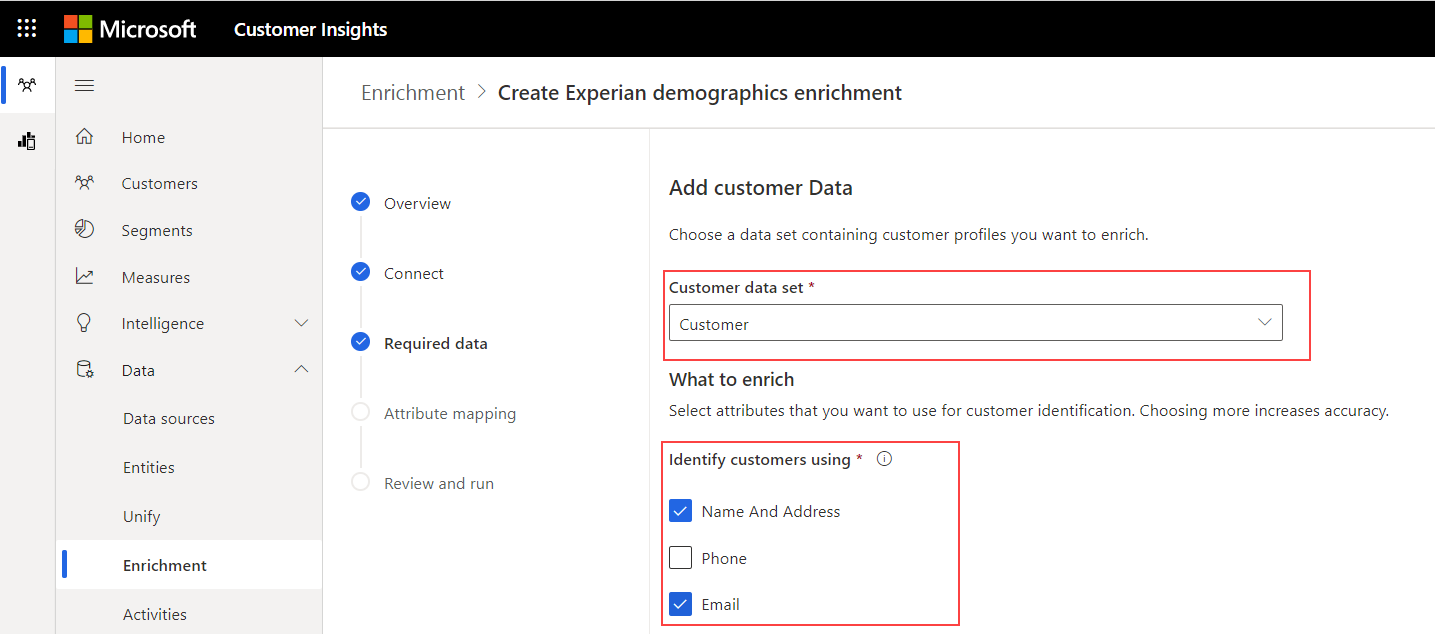 Microsoft Customer Insights
Enrichment > Create Experian demographics enrichment
Home
Customers
Segments
Measures
Intelligence
Data
Data sources
Entities
Unify
Enrichment
Activities
Overview
Connect
Required data
Attribute mapping
Review and run
Add customer Data
Choose a data set containing customer profiles you want to enrich.
Customer data set *
Customer
What to enrich
Select attributes that you want to use for customer identification. Choosing more increases accuracy.
Identify customers using *
Name And Address
Phone
Email